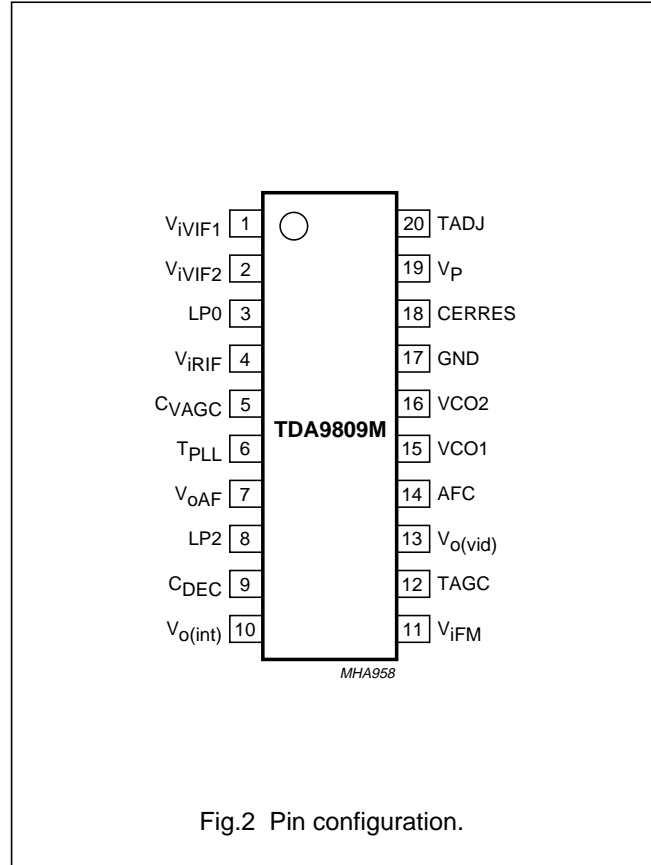 V_iVIF1 1 20 TADJ
V_iVIF2 2 19 V_P
LP0 3 18 CERRES
V_iRIF 4 17 GND
C_VAGC 5 16 VCO2
TDA9809M
T_PLL 6 15 VCO1
V_oAF 7 14 AFC
LP2 8 13 V_o(vid)
C_DEC 9 12 TAGC
V_o(int) 10 11 V_iFM
MHA958
Fig.2 Pin configuration.